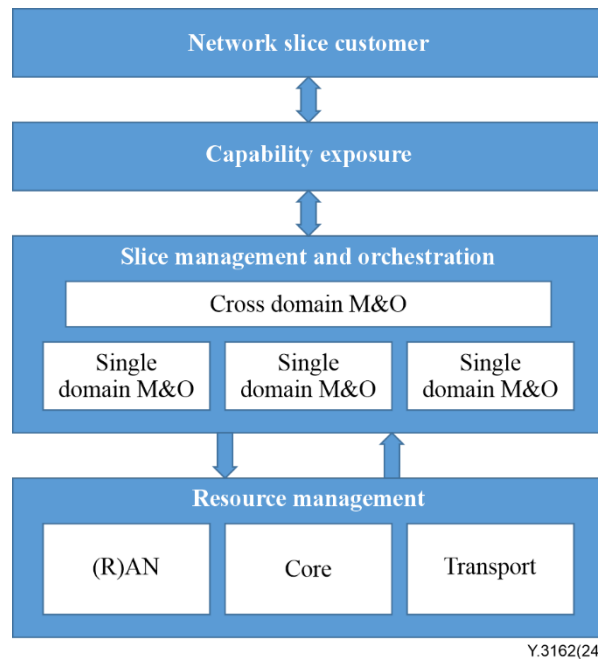 Network slice customer
Capability exposure
Slice management and orchestration
Cross domain M&O
Single
domain M&O
Single
domain M&O
Single
domain M&O
Resource management
(R)AN
Core
Transport
Y.3162(24